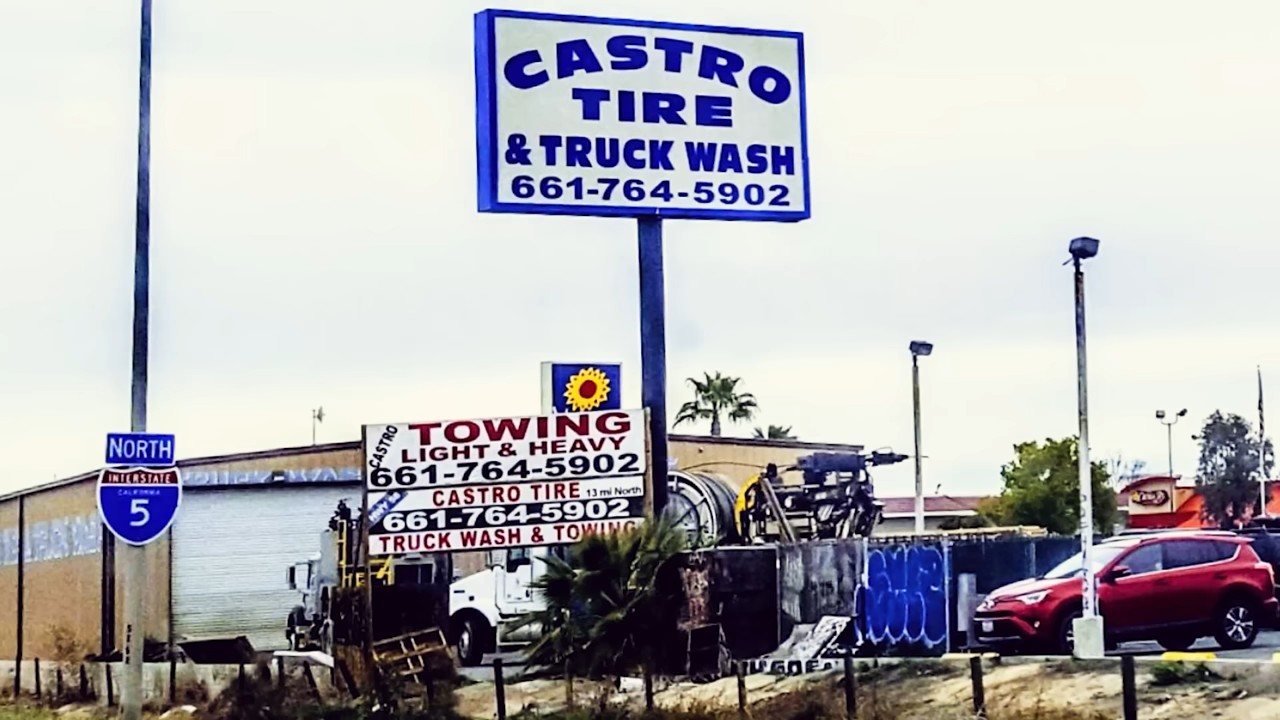 CASTRO
TIRE
& TRUCK WASH
661-764-5902
NORTH
INTERSTATE
CALIFORNIA
5
CASTRO
TOWING
LIGHT & HEAVY
661-764-5902
CASTRO TIRE 13 mi North
661-764-5902
TRUCK WASH & TOWING